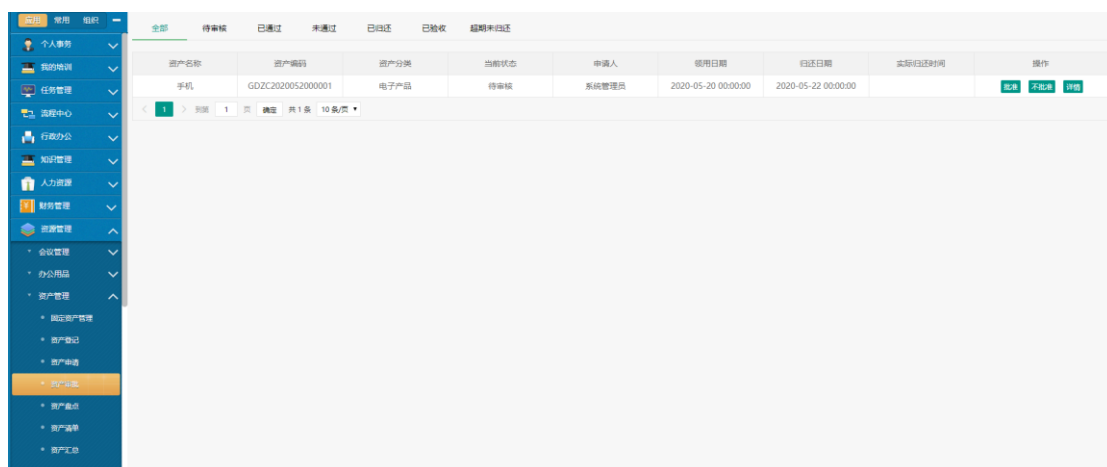 应用 常用 组织
个人事务
我的培训
任务管理
流程中心
行政办公
知识管理
人力资源
财务管理
资源管理
会议管理
办公用品
资产管理
固定资产管理
资产登记
资产申请
资产盘点
资产清单
资产汇总
全部 待审核 已通过 未通过 已归还 已验收 超期未归还
资产名称 资产编码 资产分类 当前状态 申请人 领用日期 归还日期 实际归还时间 操作
手机 GDZC2020052000001 电子产品 待审核 系统管理员 2020-05-20 00:00:00 2020-05-22 00:00:00 批准 不批准 详情
1 到第 1 页 确定 共 1 条 10 条/页